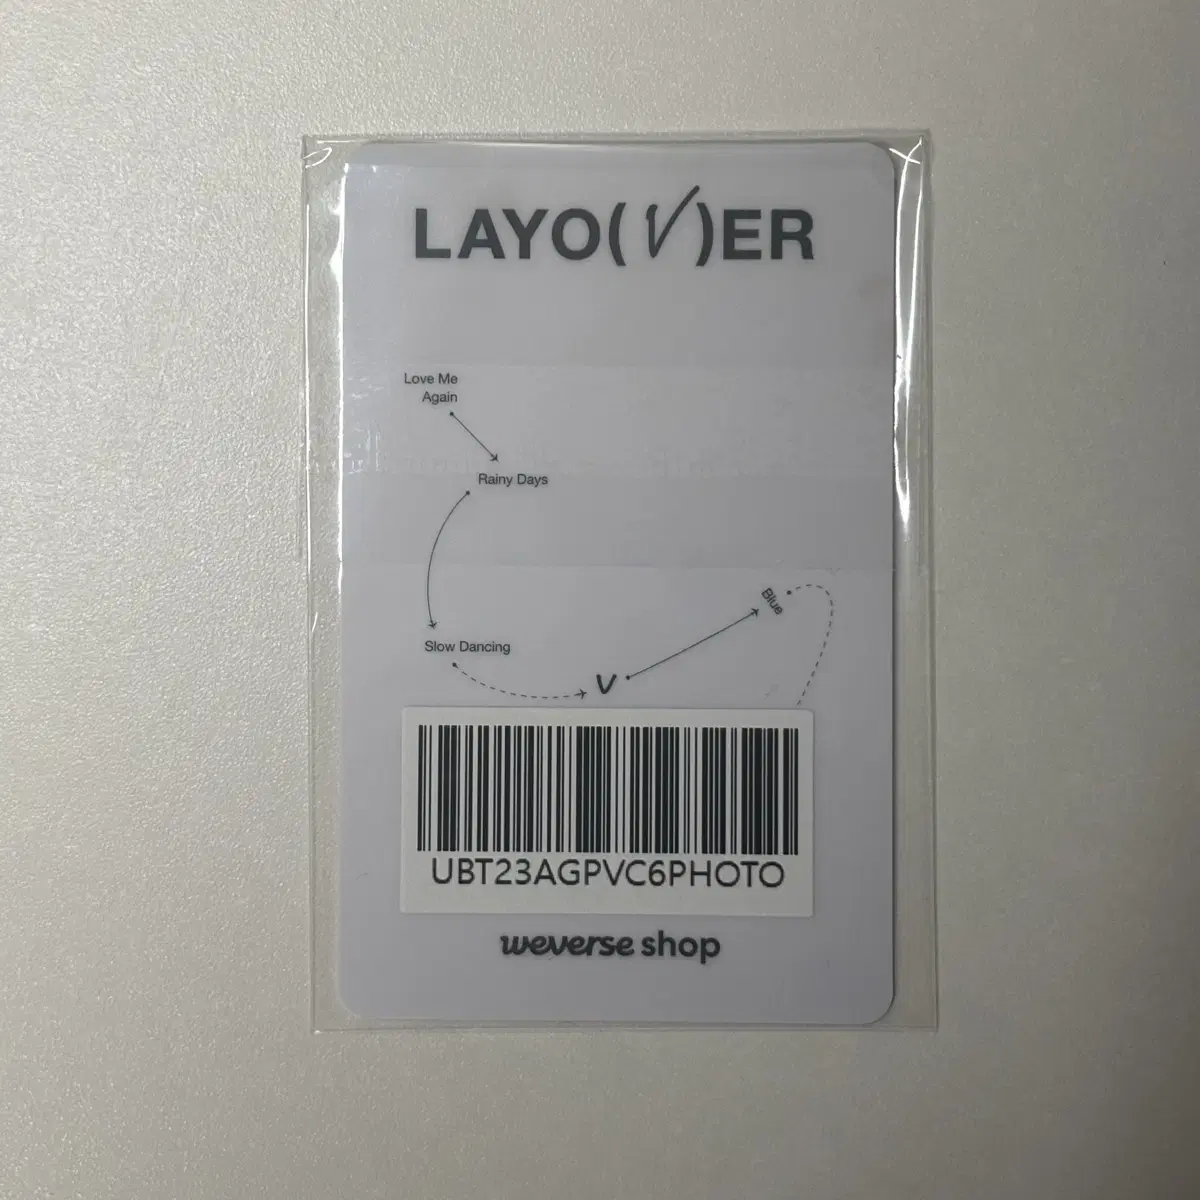 LAYO(V)ER
Love Me
Again
Rainy Days
Slow Dancing
V
Blue
UBT23AGPVC6PHOTO
weverse shop